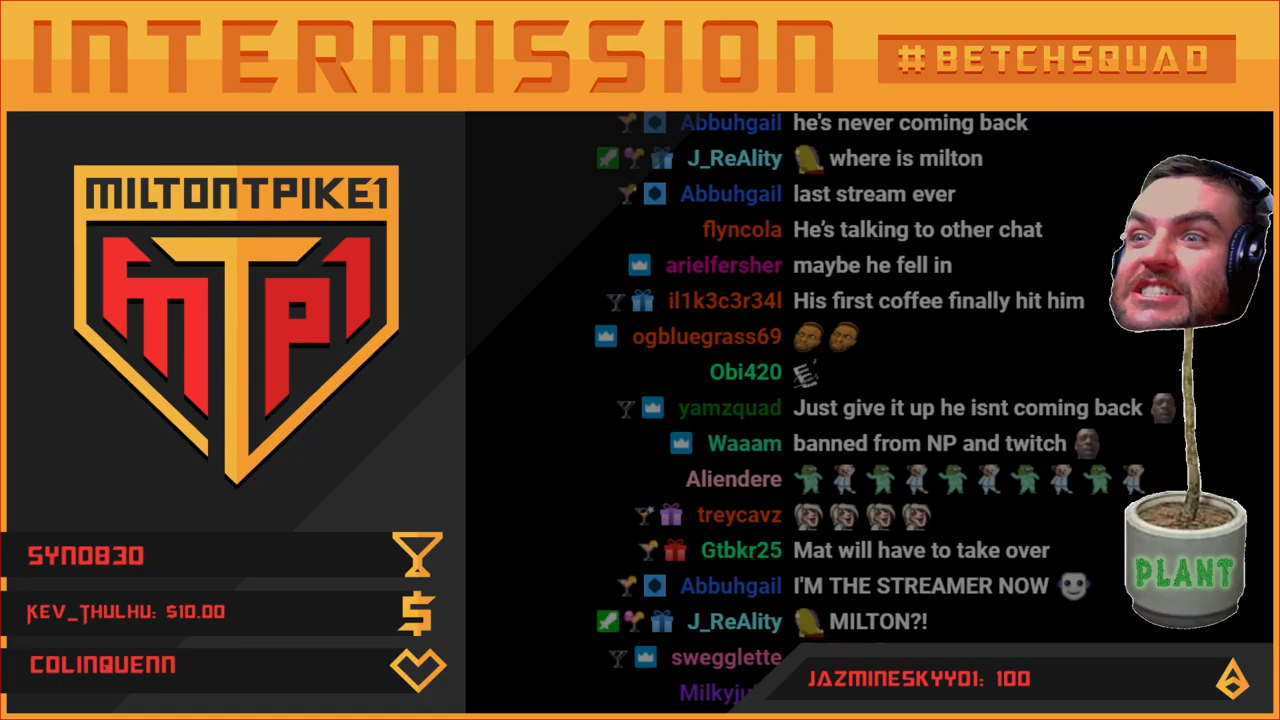 INTERMISSION
#BETCHSQUAD
MILTONTPIKE1
MTP1
Abbuhgail he's never coming back
J_ReAlity where is milton
Abbuhgail last stream ever
flyncola He's talking to other chat
arielfersher maybe he fell in
il1k3c3r34l His first coffee finally hit him
ogbluegrass69
Obi420
yamzquad Just give it up he isnt coming back
Waaam banned from NP and twitch
Aliendere
treycavz
Gtbkr25 Mat will have to take over
Abbuhgail I'M THE STREAMER NOW
J_ReAlity MILTON?!
swegglette
PLANT
SYN0830
KEV_THULHU: $10.00
COLINQUENN
JAZMINESKYY01: 100